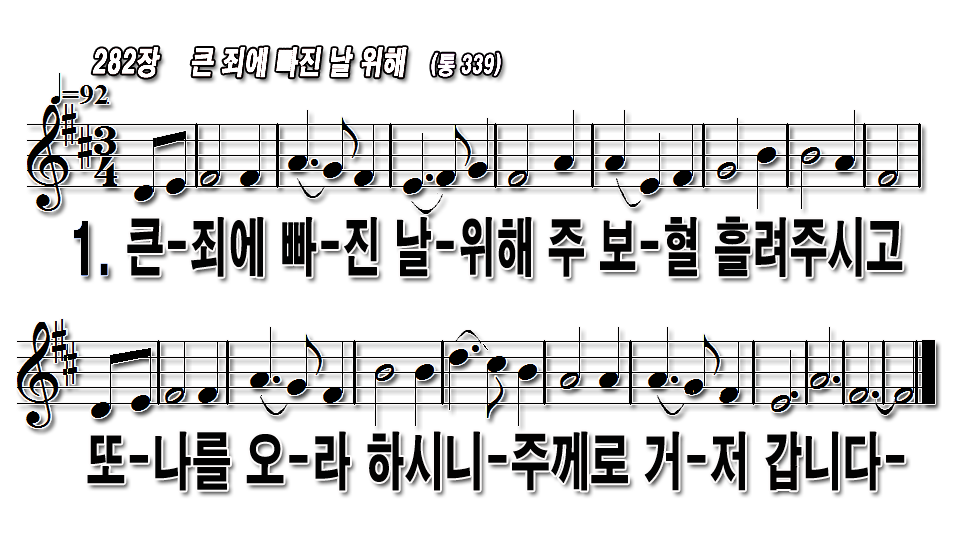 282장 큰 죄에 빠진 날 위해 (통 339)
♩=92
3
4
1. 큰-죄에 빠-진 날-위해 주 보-혈 흘려주시고
또-나를 오-라 하시니-주께로 거-저 갑니다-